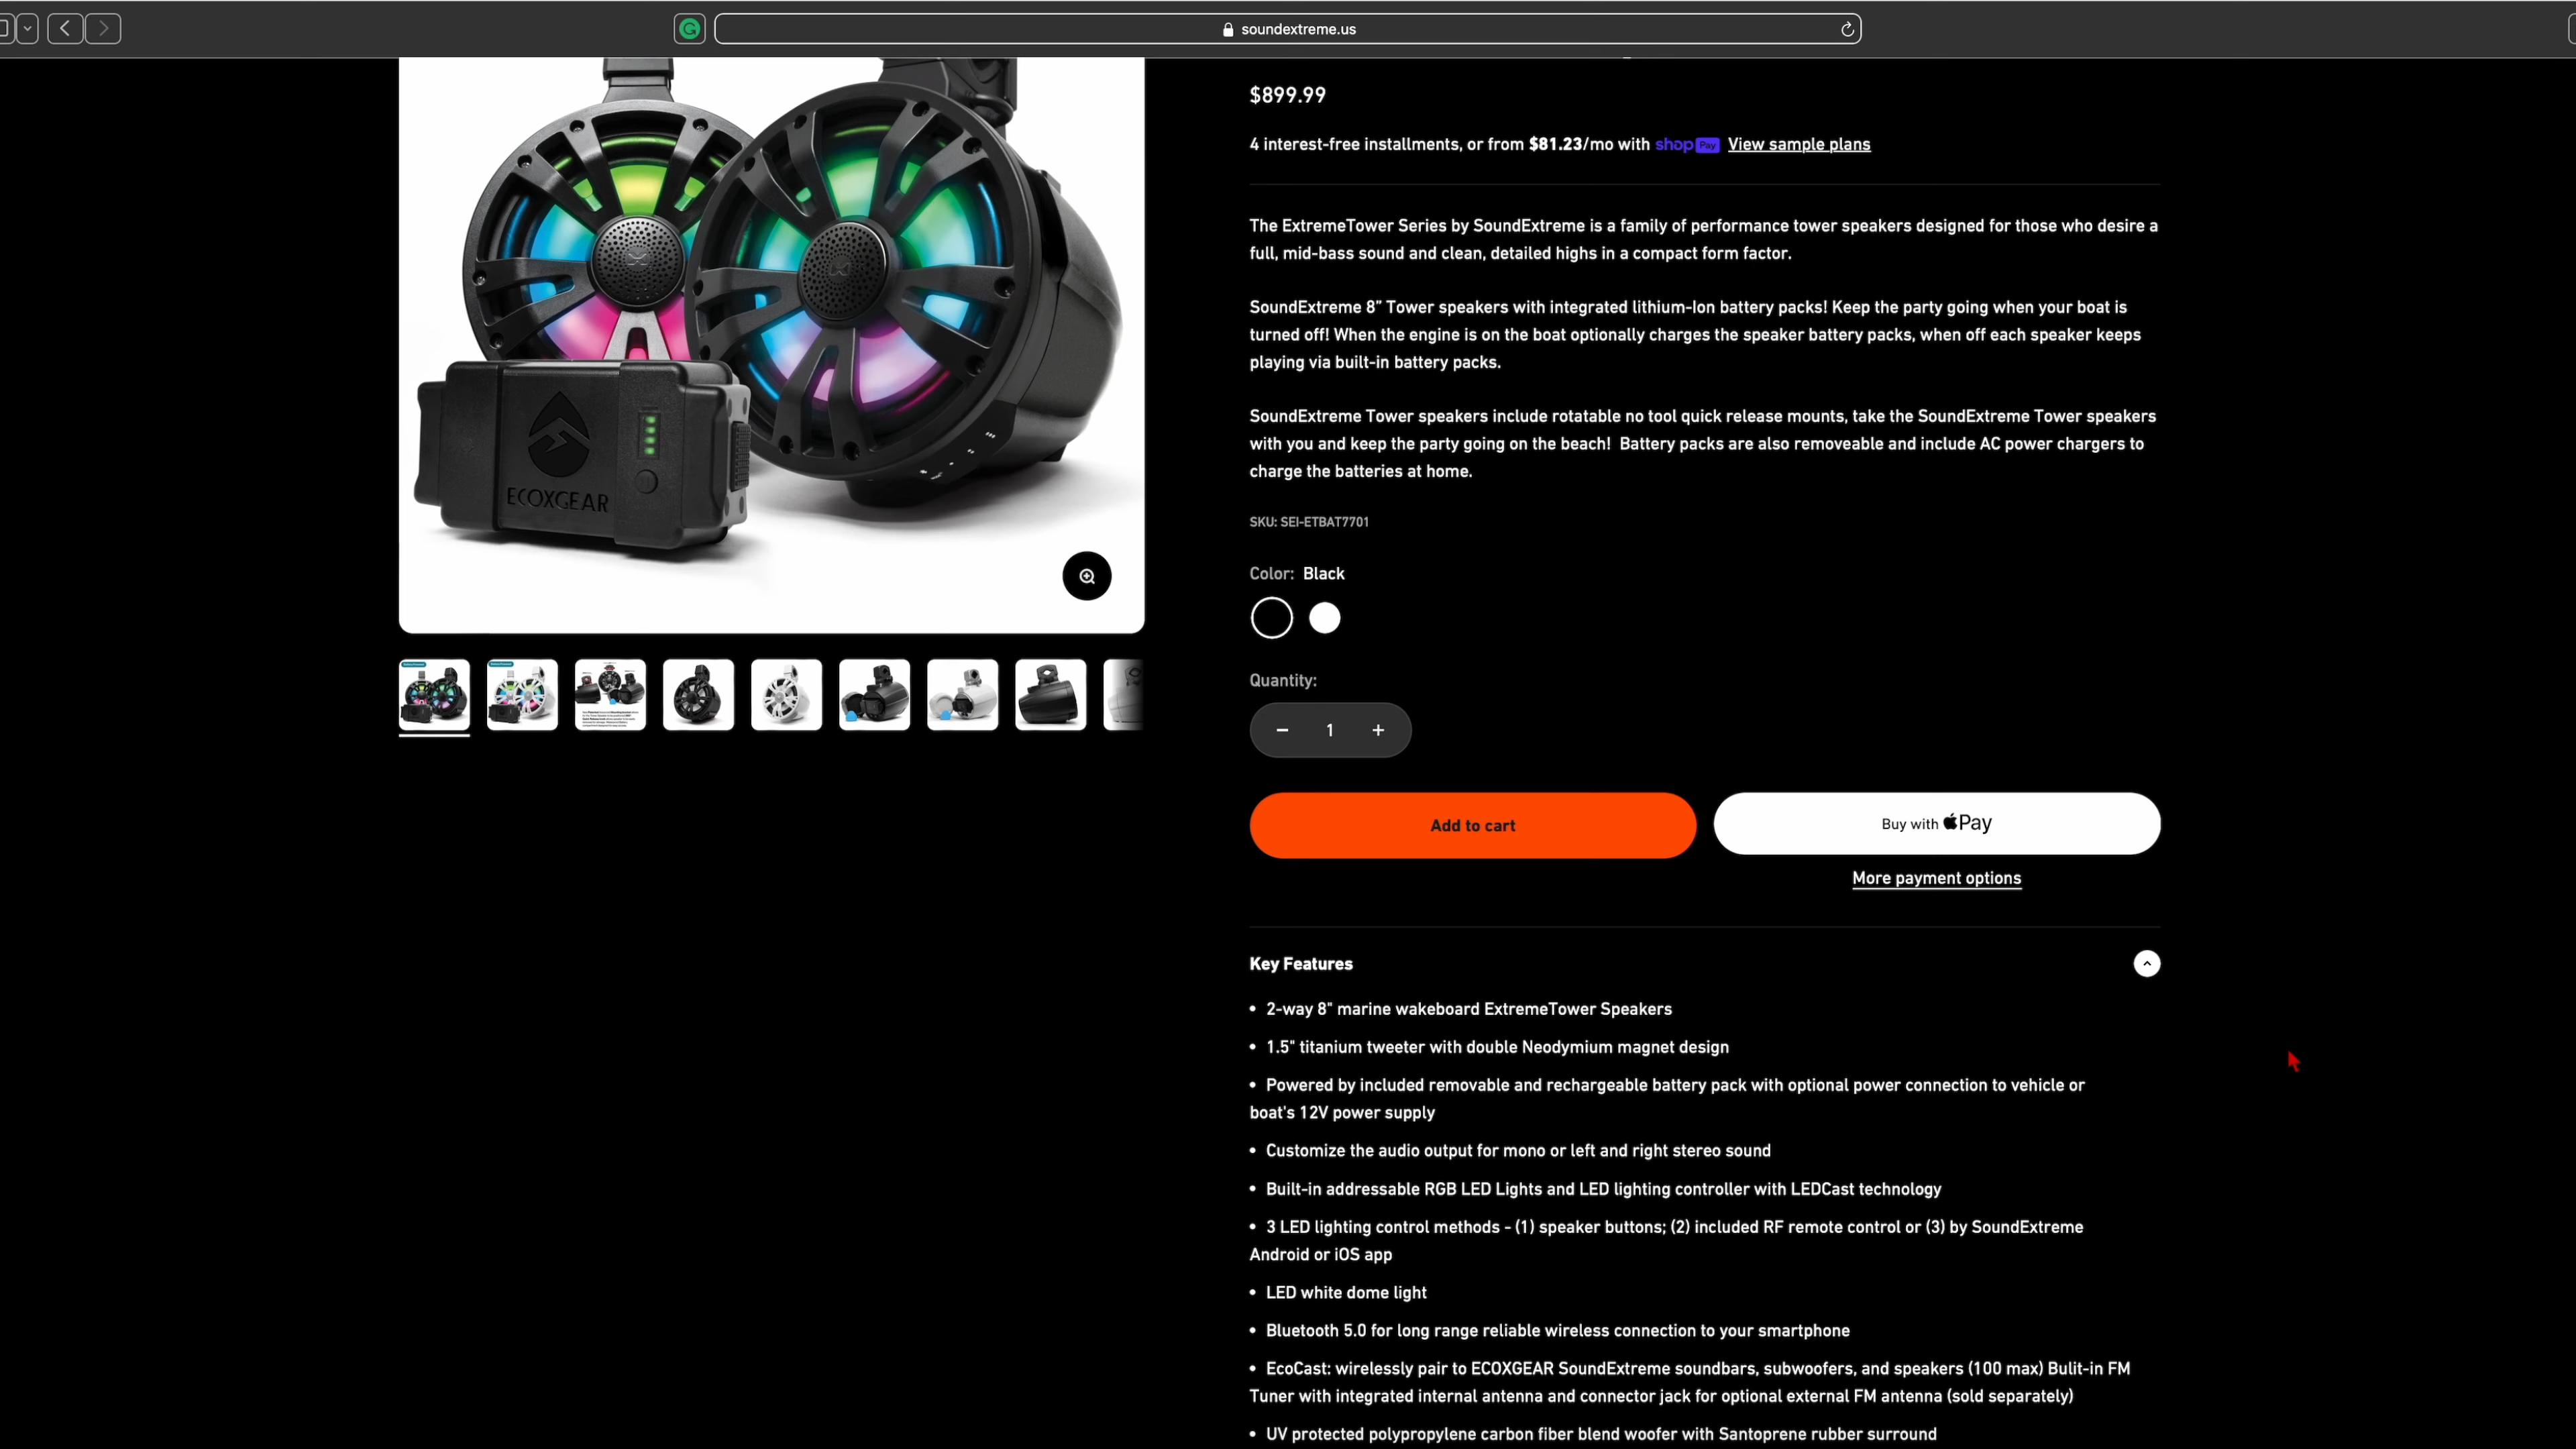 soundextreme.us
$899.99
4 interest-free installments, or from $81.23/mo with shop Pay View sample plans
The ExtremeTower Series by SoundExtreme is a family of performance tower speakers designed for those who desire a
full, mid-bass sound and clean, detailed highs in a compact form factor.
SoundExtreme 8” Tower speakers with integrated lithium-Ion battery packs! Keep the party going when your boat is
turned off! When the engine is on the boat optionally charges the speaker battery packs, when off each speaker keeps
playing via built-in battery packs.
SoundExtreme Tower speakers include rotatable no tool quick release mounts, take the SoundExtreme Tower speakers
with you and keep the party going on the beach! Battery packs are also removeable and include AC power chargers to
charge the batteries at home.
ECOXGEAR
SKU: SEI-ETBAT7701
Color: Black
Quantity:
− 1 +
Add to cart
Buy with Pay
More payment options
Key Features
• 2-way 8" marine wakeboard ExtremeTower Speakers
• 1.5" titanium tweeter with double Neodymium magnet design
• Powered by included removable and rechargeable battery pack with optional power connection to vehicle or
boat's 12V power supply
• Customize the audio output for mono or left and right stereo sound
• Built-in addressable RGB LED Lights and LED lighting controller with LEDCast technology
• 3 LED lighting control methods - (1) speaker buttons; (2) included RF remote control or (3) by SoundExtreme
Android or iOS app
• LED white dome light
• Bluetooth 5.0 for long range reliable wireless connection to your smartphone
• EcoCast: wirelessly pair to ECOXGEAR SoundExtreme soundbars, subwoofers, and speakers (100 max) Bulit-in FM
Tuner with integrated internal antenna and connector jack for optional external FM antenna (sold separately)
• UV protected polypropylene carbon fiber blend woofer with Santoprene rubber surround